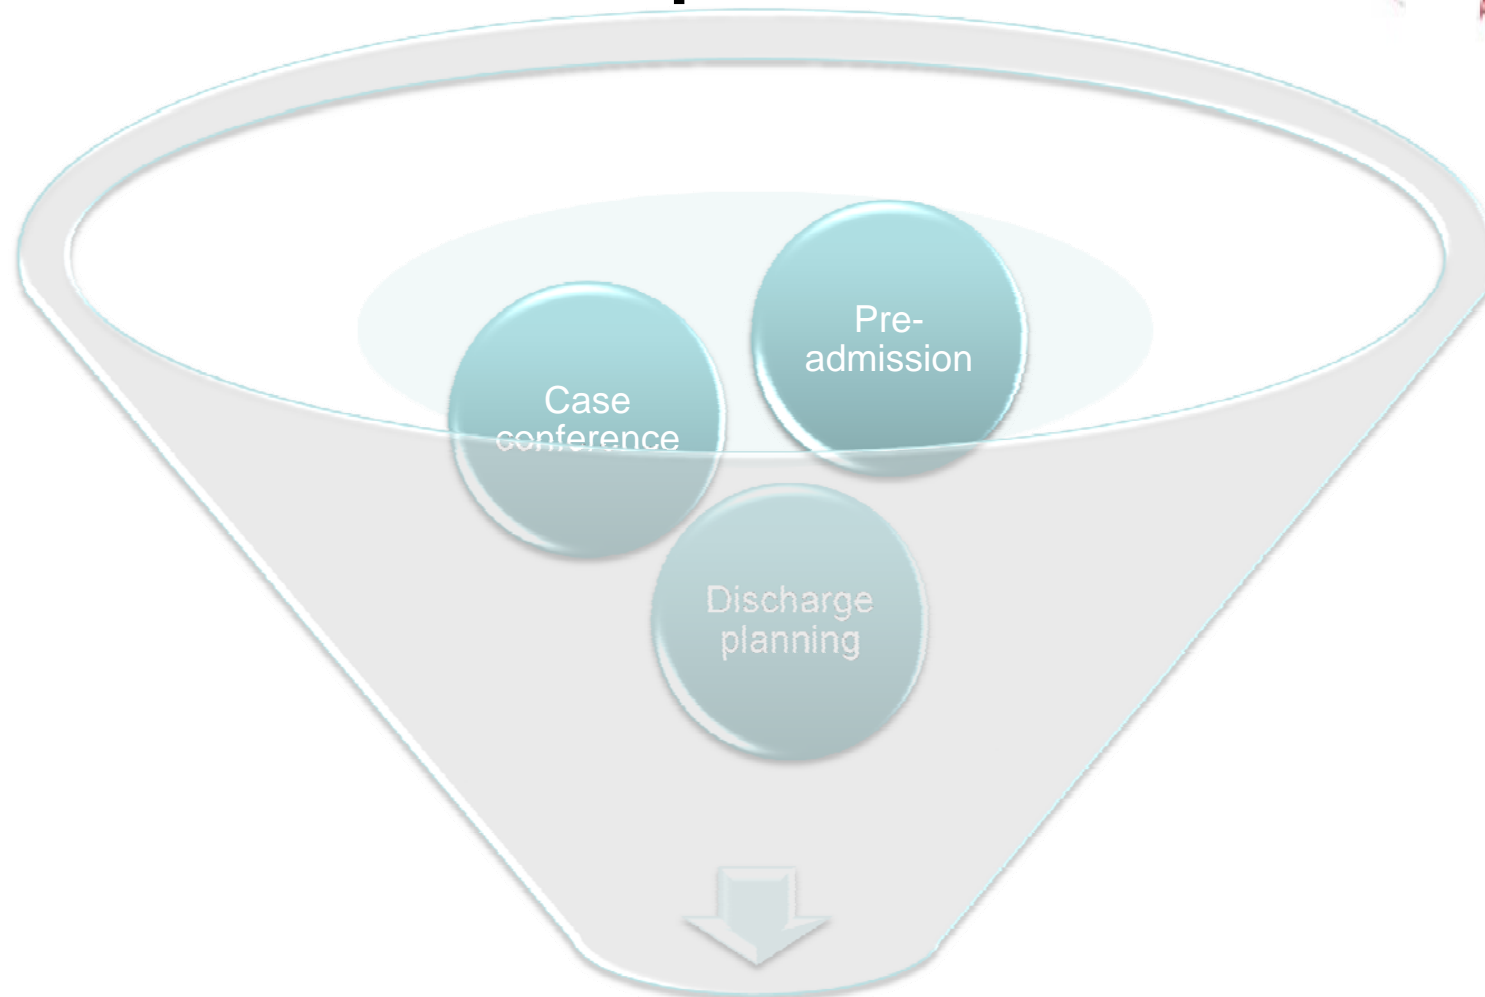 Pre-
admission
Case
conference
Discharge
planning